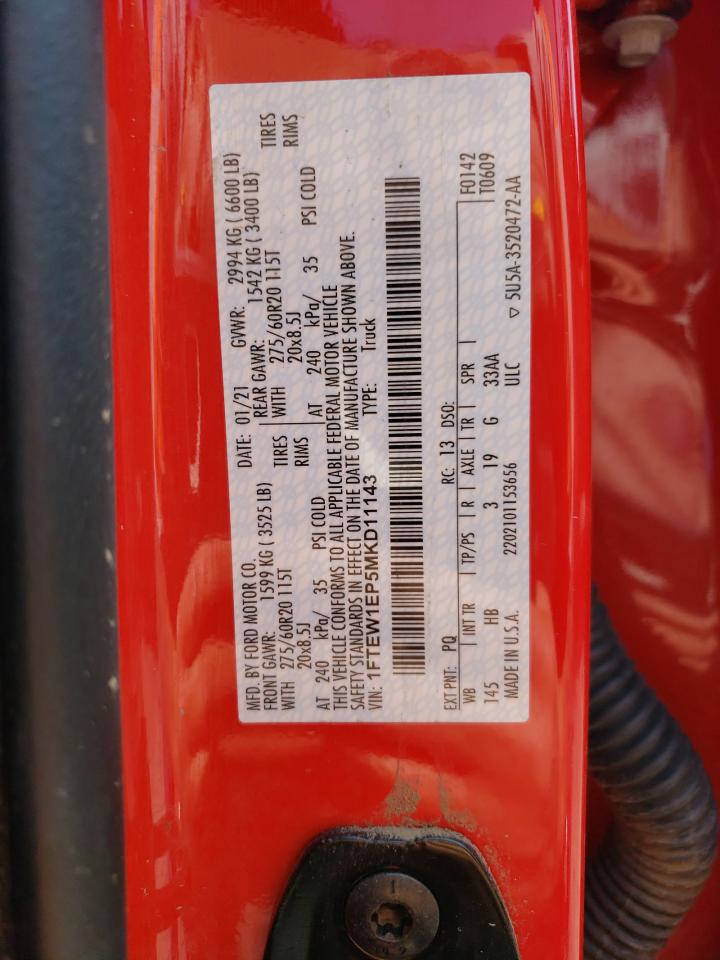 MFD. BY FORD MOTOR CO. DATE: 01/21 GVWR: 2994 KG ( 6600 LB)
FRONT GAWR: 1599 KG ( 3525 LB) REAR GAWR: 1542 KG ( 3400 LB)
WITH 275/60R20 115T TIRES WITH 275/60R20 115T TIRES
20x8.5J RIMS 20x8.5J RIMS
AT 240 kPa/ 35 PSI COLD AT 240 kPa/ 35 PSI COLD
THIS VEHICLE CONFORMS TO ALL APPLICABLE FEDERAL MOTOR VEHICLE
SAFETY STANDARDS IN EFFECT ON THE DATE OF MANUFACTURE SHOWN ABOVE.
VIN: 1FTEW1EP5MKD11143 TYPE: Truck
EXT PNT: PQ RC: 13 DSO: F0142
WB INT TR TP/PS R AXLE TR SPR T0609
145 HB 3 19 G 33AA
MADE IN U.S.A. 2202101153656 ULC ▽ 5U5A-3520472-AA